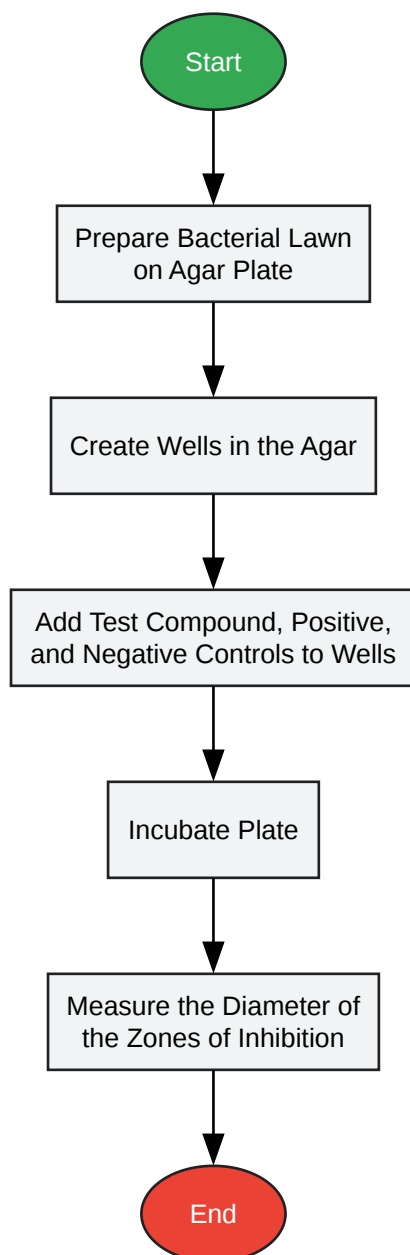 Start
Prepare Bacterial Lawn
on Agar Plate
Create Wells in the Agar
Add Test Compound, Positive,
and Negative Controls to Wells
Incubate Plate
Measure the Diameter of
the Zones of Inhibition
End